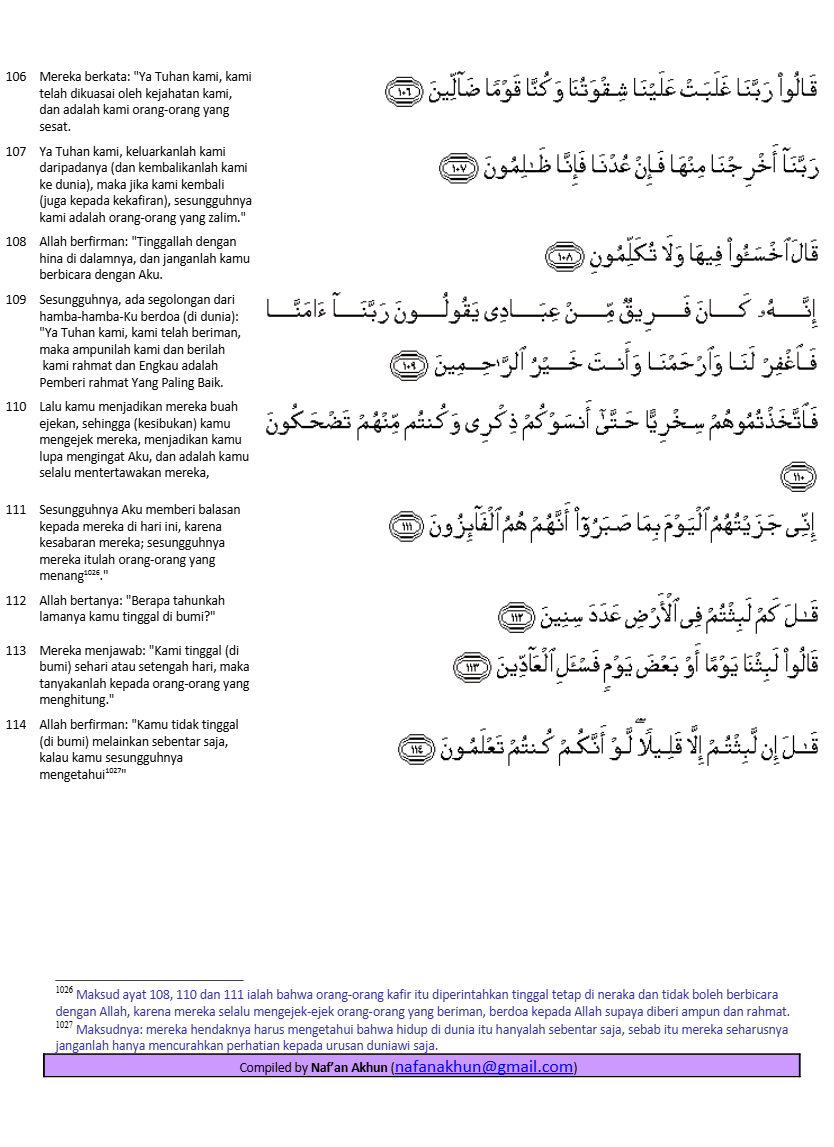 106 Mereka berkata: "Ya Tuhan kami, kami
telah dikuasai oleh kejahatan kami,
dan adalah kami orang-orang yang
sesat.
قَالُوا۟ رَبَّنَا غَلَبَتْ عَلَيْنَا شِقْوَتُنَا وَكُنَّا قَوْمًا ضَآلِّينَ ١٠٦
107 Ya Tuhan kami, keluarkanlah kami
daripadanya (dan kembalikanlah kami
ke dunia), maka jika kami kembali
(juga kepada kekafiran), sesungguhnya
kami adalah orang-orang yang zalim."
رَبَّنَآ أَخْرِجْنَا مِنْهَا فَإِنْ عُدْنَا فَإِنَّا ظَـٰلِمُونَ ١٠٧
108 Allah berfirman: "Tinggallah dengan
hina di dalamnya, dan janganlah kamu
berbicara dengan Aku.
قَالَ ٱخْسَـُٔوا۟ فِيهَا وَلَا تُكَلِّمُونِ ١٠٨
109 Sesungguhnya, ada segolongan dari
hamba-hamba-Ku berdoa (di dunia):
"Ya Tuhan kami, kami telah beriman,
maka ampunilah kami dan berilah
kami rahmat dan Engkau adalah
Pemberi rahmat Yang Paling Baik.
إِنَّهُۥ كَانَ فَرِيقٌ مِّنْ عِبَادِى يَقُولُونَ رَبَّنَآ ءَامَنَّا
فَٱغْفِرْ لَنَا وَٱرْحَمْنَا وَأَنتَ خَيْرُ ٱلرَّٰحِمِينَ ١٠٩
110 Lalu kamu menjadikan mereka buah
ejekan, sehingga (kesibukan) kamu
mengejek mereka, menjadikan kamu
lupa mengingat Aku, dan adalah kamu
selalu mentertawakan mereka,
فَٱتَّخَذْتُمُوهُمْ سِخْرِيًّا حَتَّىٰٓ أَنسَوْكُمْ ذِكْرِى وَكُنتُم مِّنْهُمْ تَضْحَكُونَ
١١٠
111 Sesungguhnya Aku memberi balasan
kepada mereka di hari ini, karena
kesabaran mereka; sesungguhnya
mereka itulah orang-orang yang
menang1026."
إِنِّى جَزَيْتُهُمُ ٱلْيَوْمَ بِمَا صَبَرُوٓا۟ أَنَّهُمْ هُمُ ٱلْفَآئِزُونَ ١١١
112 Allah bertanya: "Berapa tahunkah
lamanya kamu tinggal di bumi?"
قَـٰلَ كَمْ لَبِثْتُمْ فِى ٱلْأَرْضِ عَدَدَ سِنِينَ ١١٢
113 Mereka menjawab: "Kami tinggal (di
bumi) sehari atau setengah hari, maka
tanyakanlah kepada orang-orang yang
menghitung."
قَالُوا۟ لَبِثْنَا يَوْمًا أَوْ بَعْضَ يَوْمٍ فَسْـَٔلِ ٱلْعَآدِّينَ ١١٣
114 Allah berfirman: "Kamu tidak tinggal
(di bumi) melainkan sebentar saja,
kalau kamu sesungguhnya
mengetahui1027"
قَـٰلَ إِن لَّبِثْتُمْ إِلَّا قَلِيلًا ۖ لَّوْ أَنَّكُمْ كُنتُمْ تَعْلَمُونَ ١١٤
1026 Maksud ayat 108, 110 dan 111 ialah bahwa orang-orang kafir itu diperintahkan tinggal tetap di neraka dan tidak boleh berbicara
dengan Allah, karena mereka selalu mengejek-ejek orang-orang yang beriman, berdoa kepada Allah supaya diberi ampun dan rahmat.
1027 Maksudnya: mereka hendaknya harus mengetahui bahwa hidup di dunia itu hanyalah sebentar saja, sebab itu mereka seharusnya
janganlah hanya mencurahkan perhatian kepada urusan duniawi saja.
Compiled by Naf'an Akhun (nafanakhun@gmail.com)